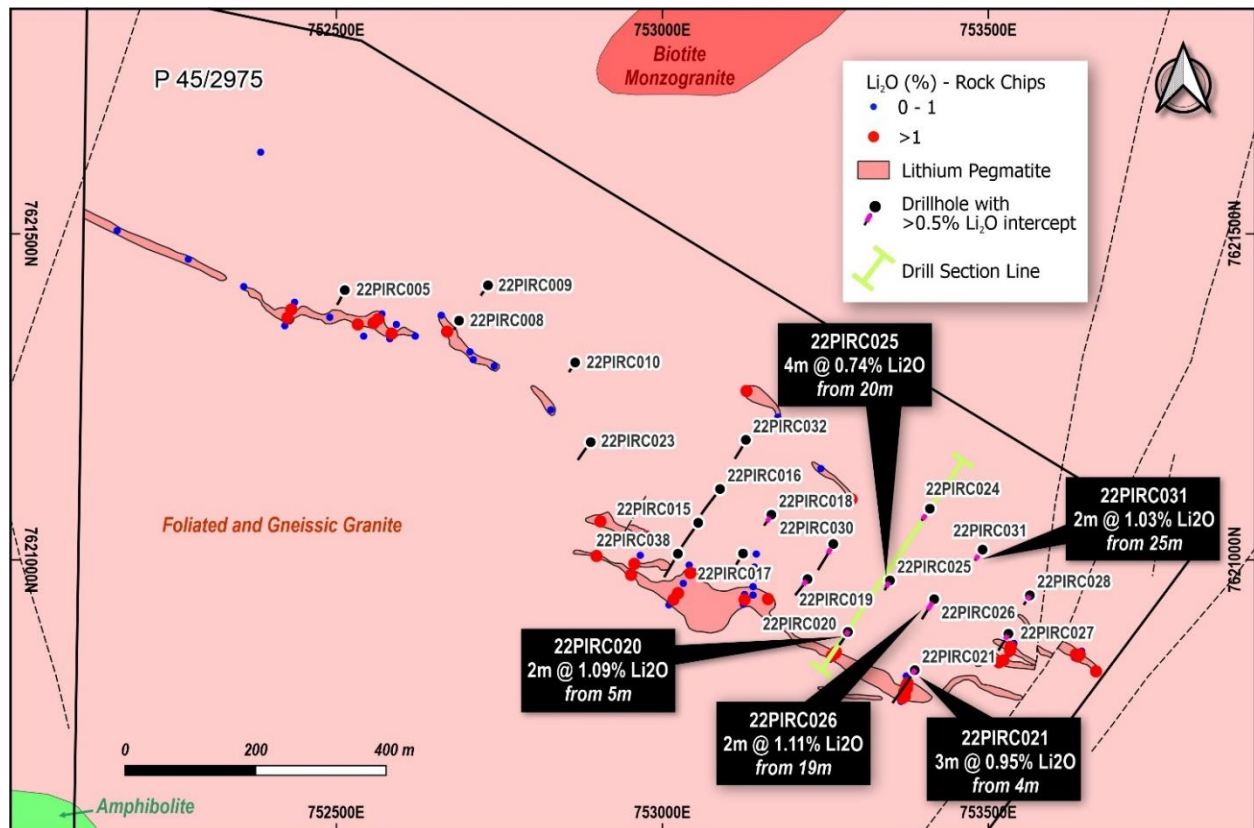 752500E
753000E
753500E
P 45/2975
Biotite
Monzogranite
Li₂O (%) - Rock Chips
0 - 1
>1
Lithium Pegmatite
Drillhole with
>0.5% Li₂O intercept
Drill Section Line
7621500N
7621500N
22PIRC005
22PIRC009
22PIRC008
22PIRC010
22PIRC025
4m @ 0.74% Li2O
from 20m
22PIRC023
22PIRC032
22PIRC016
22PIRC018
22PIRC024
22PIRC015
22PIRC030
22PIRC031
22PIRC031
2m @ 1.03% Li2O
from 25m
Foliated and Gneissic Granite
22PIRC038
22PIRC017
22PIRC025
22PIRC028
7621000N
7621000N
22PIRC019
22PIRC026
22PIRC020
22PIRC027
22PIRC020
2m @ 1.09% Li2O
from 5m
22PIRC021
22PIRC026
2m @ 1.11% Li2O
from 19m
22PIRC021
3m @ 0.95% Li2O
from 4m
0
200
400 m
Amphibolite
752500E
753000E
753500E